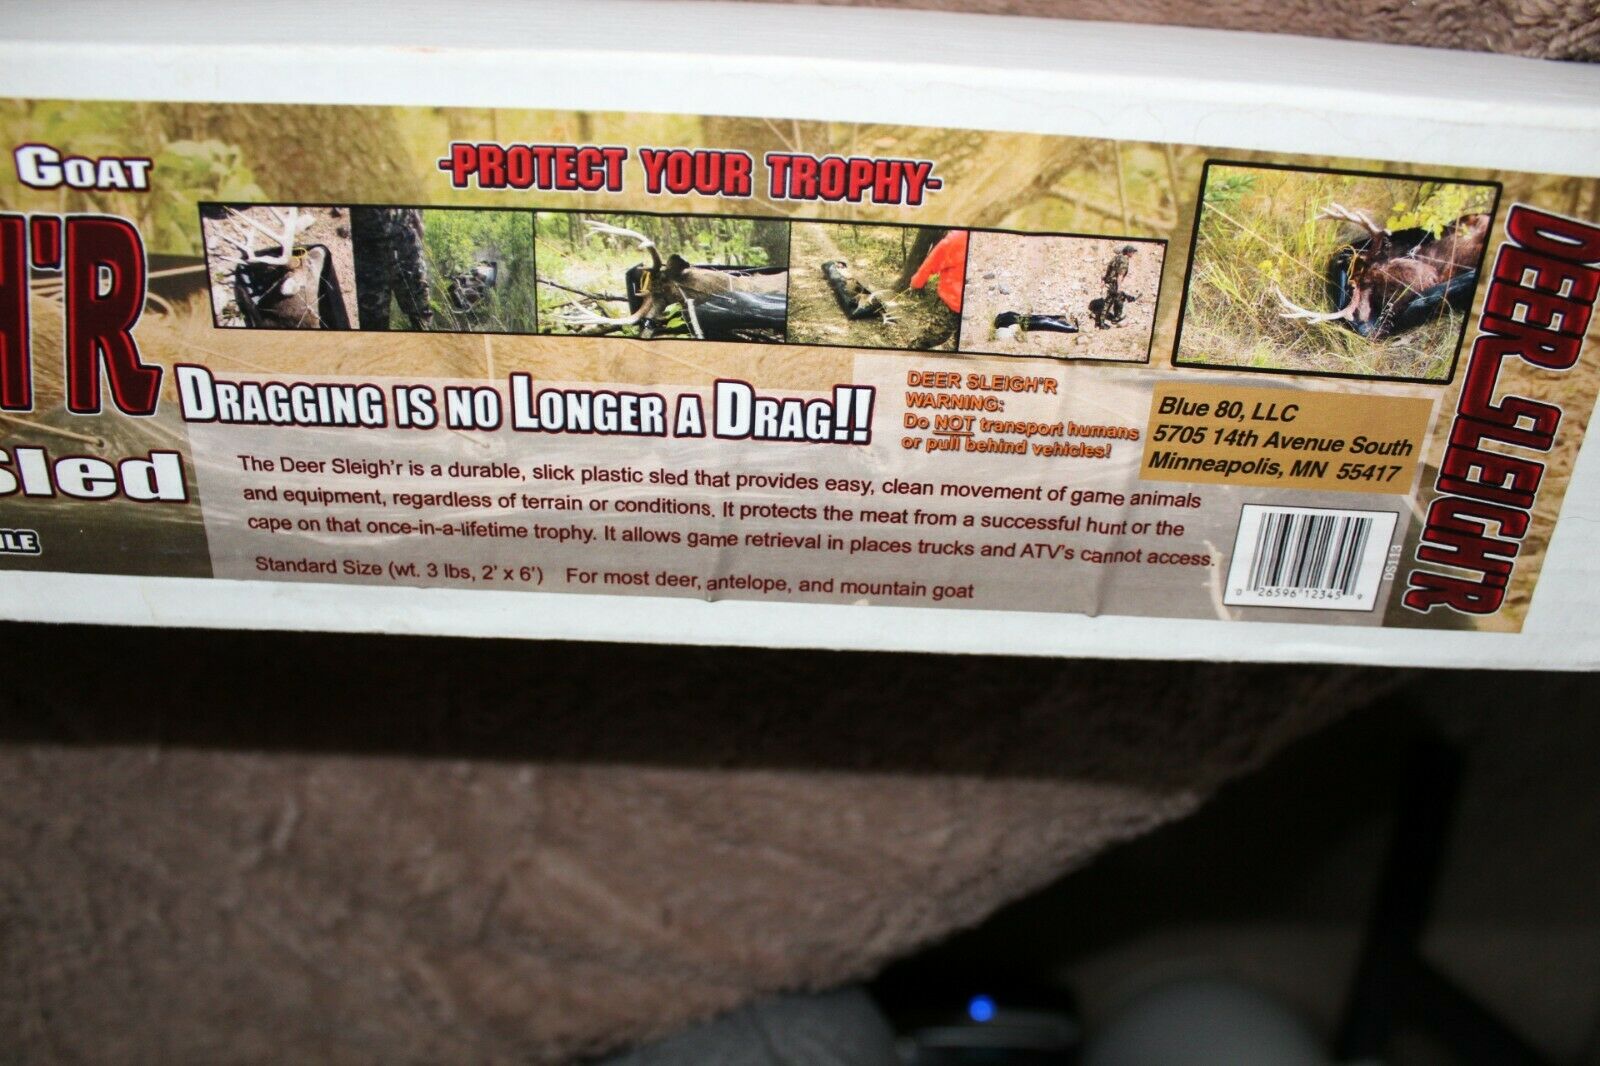 GOAT
H'R
sled
-PROTECT YOUR TROPHY-
DRAGGING IS NO LONGER A DRAG!!
DEER SLEIGH'R
WARNING:
Do NOT transport humans
or pull behind vehicles!
Blue 80, LLC
5705 14th Avenue South
Minneapolis, MN 55417
The Deer Sleigh'r is a durable, slick plastic sled that provides easy, clean movement of game animals
and equipment, regardless of terrain or conditions. It protects the meat from a successful hunt or the
cape on that once-in-a-lifetime trophy. It allows game retrieval in places trucks and ATV's cannot access.
Standard Size (wt. 3 lbs, 2' x 6') For most deer, antelope, and mountain goat
0 26596 12345 9
DS1113
DEER SLEIGH'R